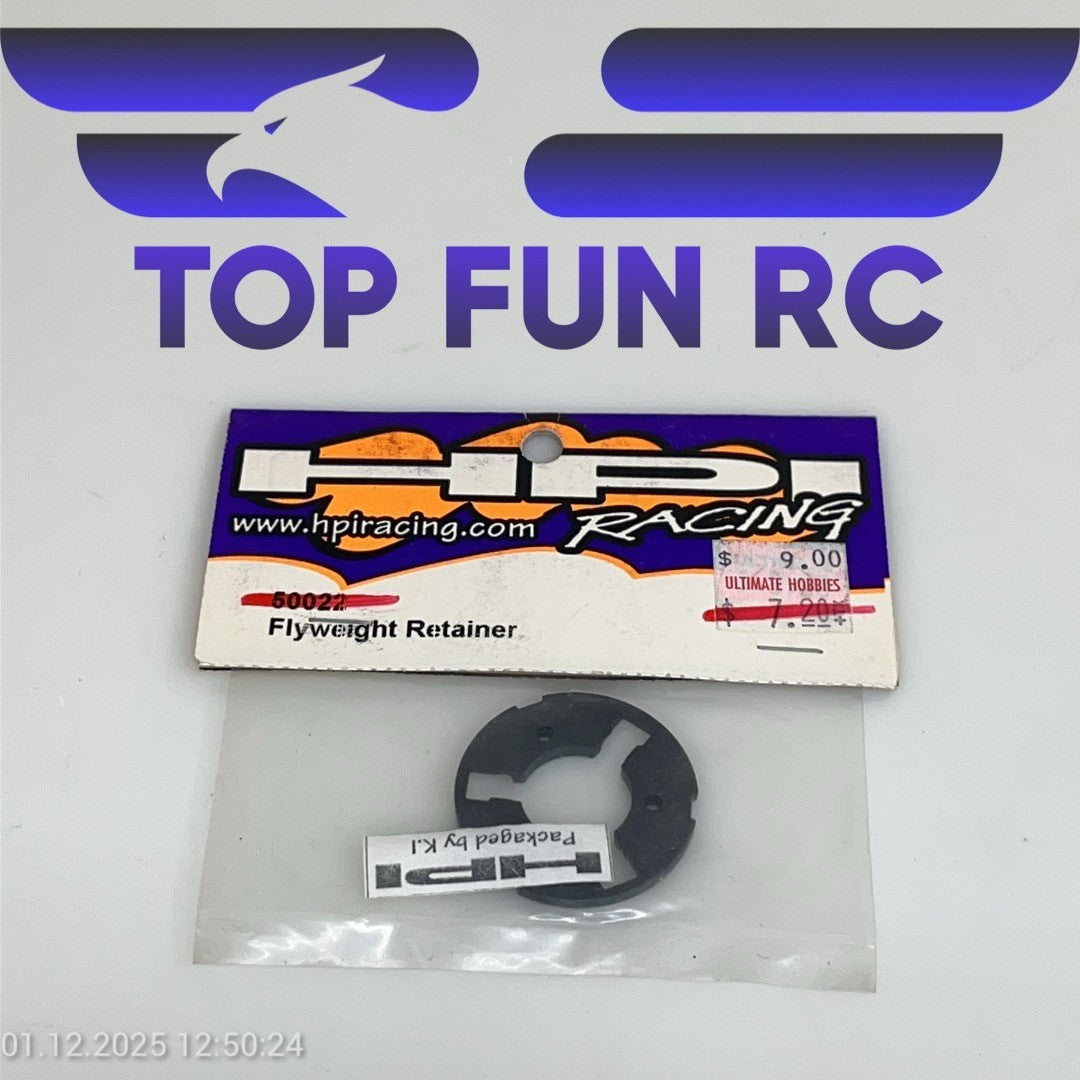 TOP FUN RC
HPI
www.hpiracing.com RACING
$ 9.00
ULTIMATE HOBBIES
50022
$ 7.20
Flyweight Retainer
Packaged by K.I
HPI
01.12.2025 12:50:24